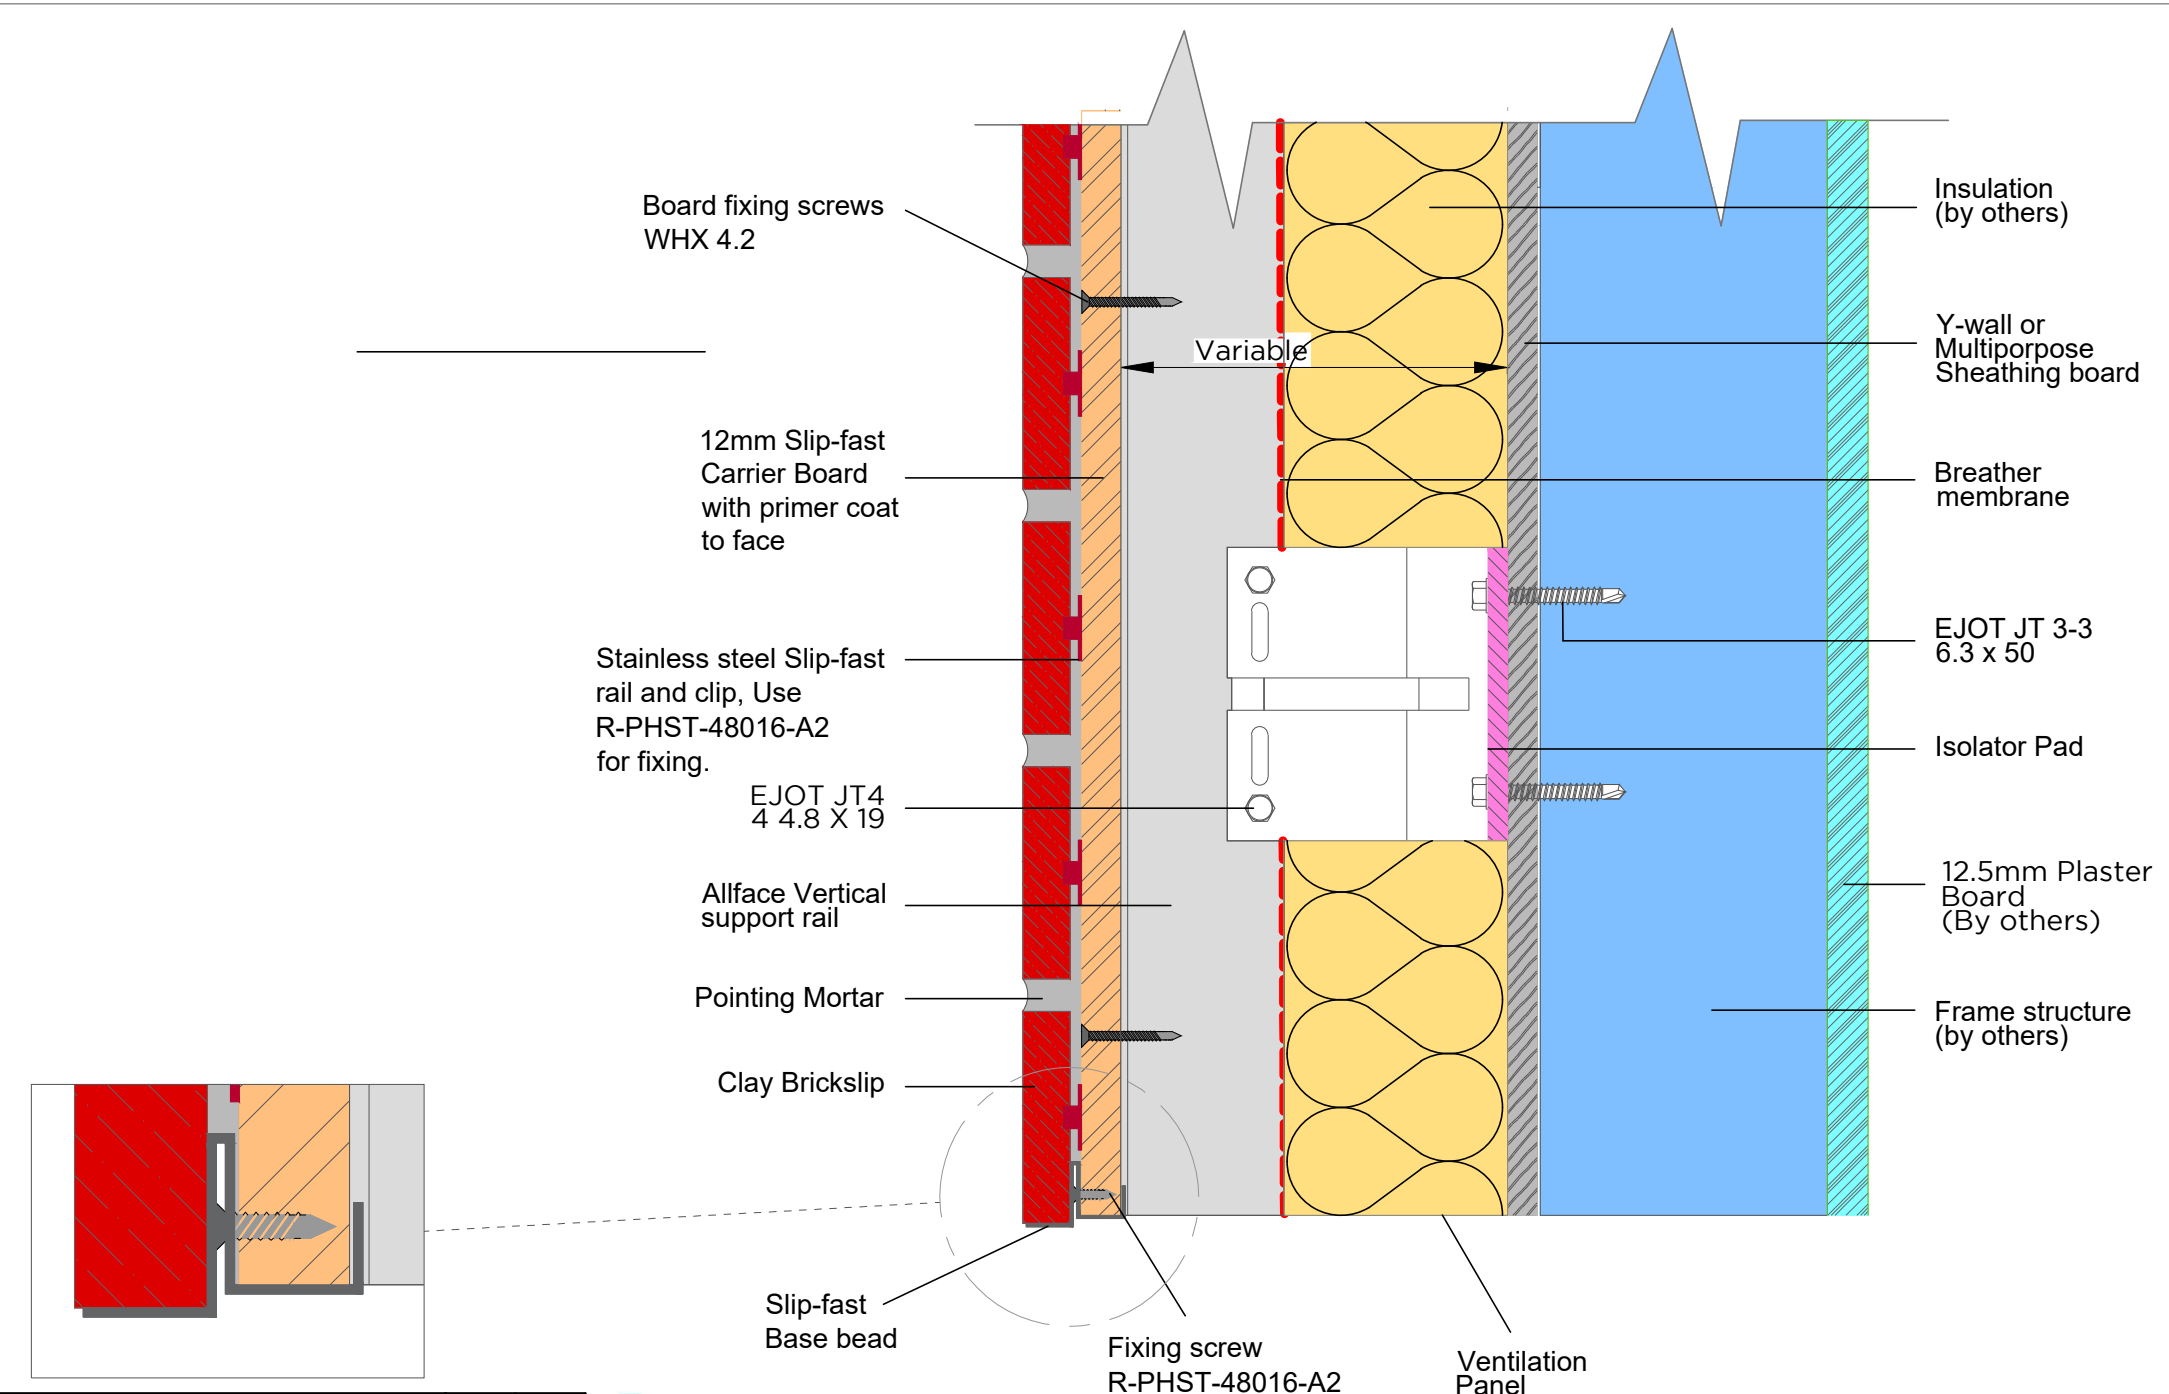 Board fixing screws
WHX 4.2
12mm Slip-fast
Carrier Board
with primer coat
to face
Stainless steel Slip-fast
rail and clip, Use
R-PHST-48016-A2
for fixing.
EJOT JT4
4 4.8 X 19
Allface Vertical
support rail
Pointing Mortar
Clay Brickslip
Slip-fast
Base bead
Fixing screw
R-PHST-48016-A2
Ventilation
Panel
Variable
Insulation
(by others)
Y-wall or
Multiporpose
Sheathing board
Breather
membrane
EJOT JT 3-3
6.3 x 50
Isolator Pad
12.5mm Plaster
Board
(By others)
Frame structure
(by others)